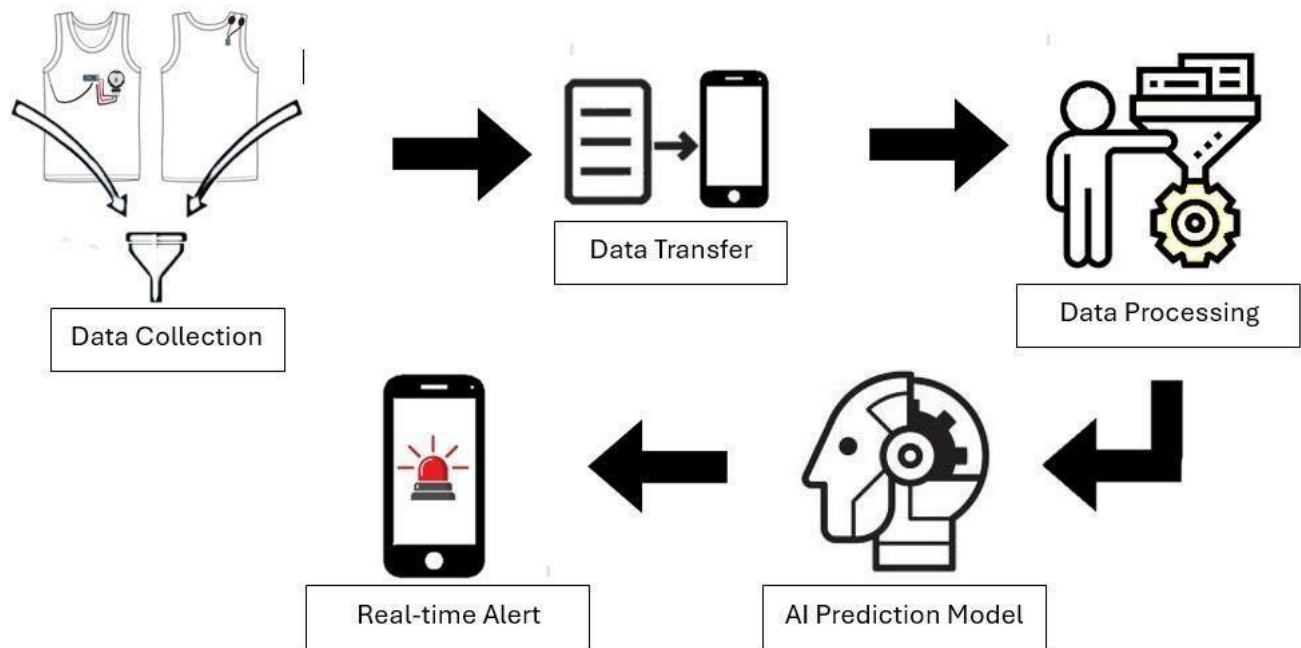 Data Collection
Data Transfer
Data Processing
AI Prediction Model
Real-time Alert